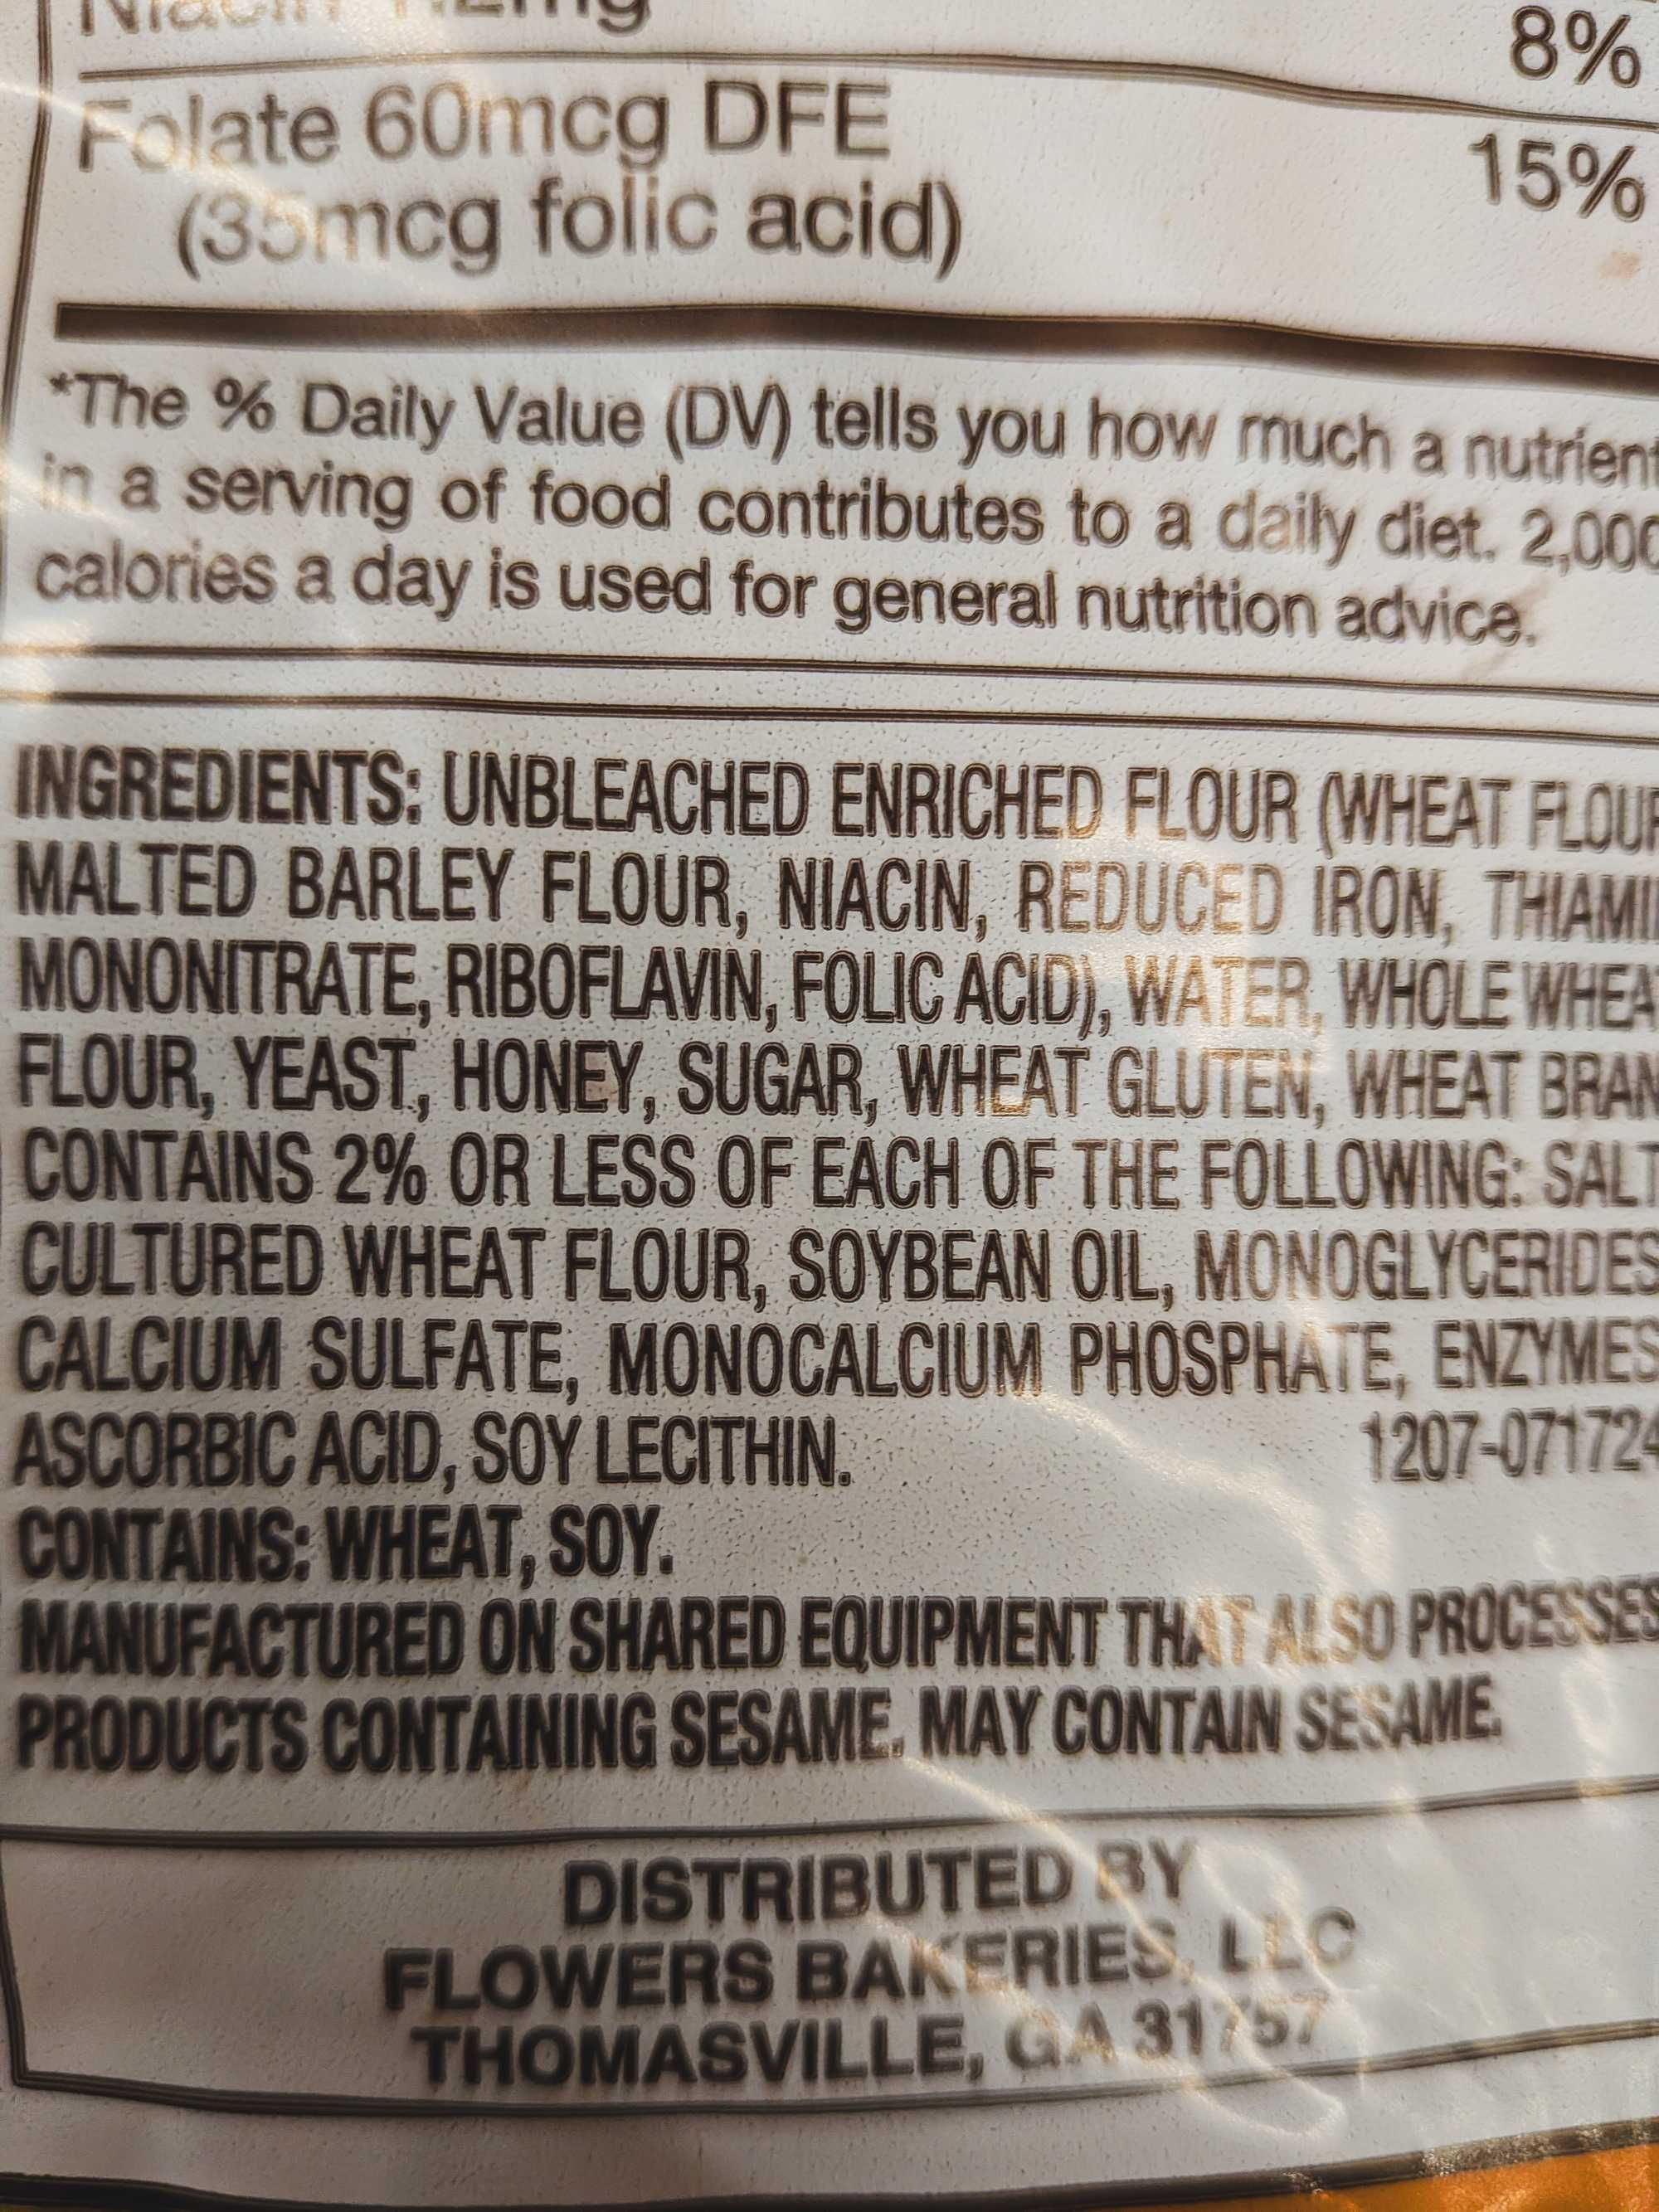 Niacin 1.2mg 8%
Folate 60mcg DFE 15%
(35mcg folic acid)
*The % Daily Value (DV) tells you how much a nutrient
in a serving of food contributes to a daily diet. 2,000
calories a day is used for general nutrition advice.
INGREDIENTS: UNBLEACHED ENRICHED FLOUR (WHEAT FLOUR
MALTED BARLEY FLOUR, NIACIN, REDUCED IRON, THIAMI
MONONITRATE, RIBOFLAVIN, FOLIC ACID), WATER, WHOLE WHEA
FLOUR, YEAST, HONEY, SUGAR, WHEAT GLUTEN, WHEAT BRAN
CONTAINS 2% OR LESS OF EACH OF THE FOLLOWING: SALT
CULTURED WHEAT FLOUR, SOYBEAN OIL, MONOGLYCERIDES
CALCIUM SULFATE, MONOCALCIUM PHOSPHATE, ENZYMES
ASCORBIC ACID, SOY LECITHIN. 1207-071724
CONTAINS: WHEAT, SOY.
MANUFACTURED ON SHARED EQUIPMENT THAT ALSO PROCESSES
PRODUCTS CONTAINING SESAME. MAY CONTAIN SESAME.
DISTRIBUTED BY
FLOWERS BAKERIES, LLC
THOMASVILLE, GA 31757